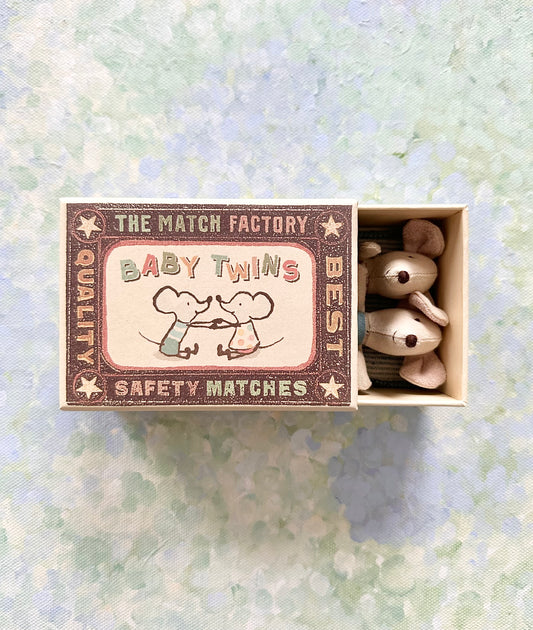 THE MATCH FACTORY
QUALITY
BABY TWINS
BEST
SAFETY MATCHES